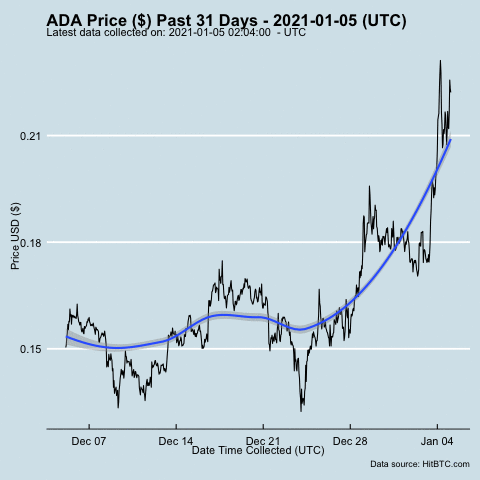 ADA Price ($) Past 31 Days - 2021-01-05 (UTC)
Latest data collected on: 2021-01-05 02:04:00 - UTC
0.21
0.18
0.15
Price USD ($)
Dec 07 Dec 14 Dec 21 Dec 28 Jan 04
Date Time Collected (UTC)
Data source: HitBTC.com